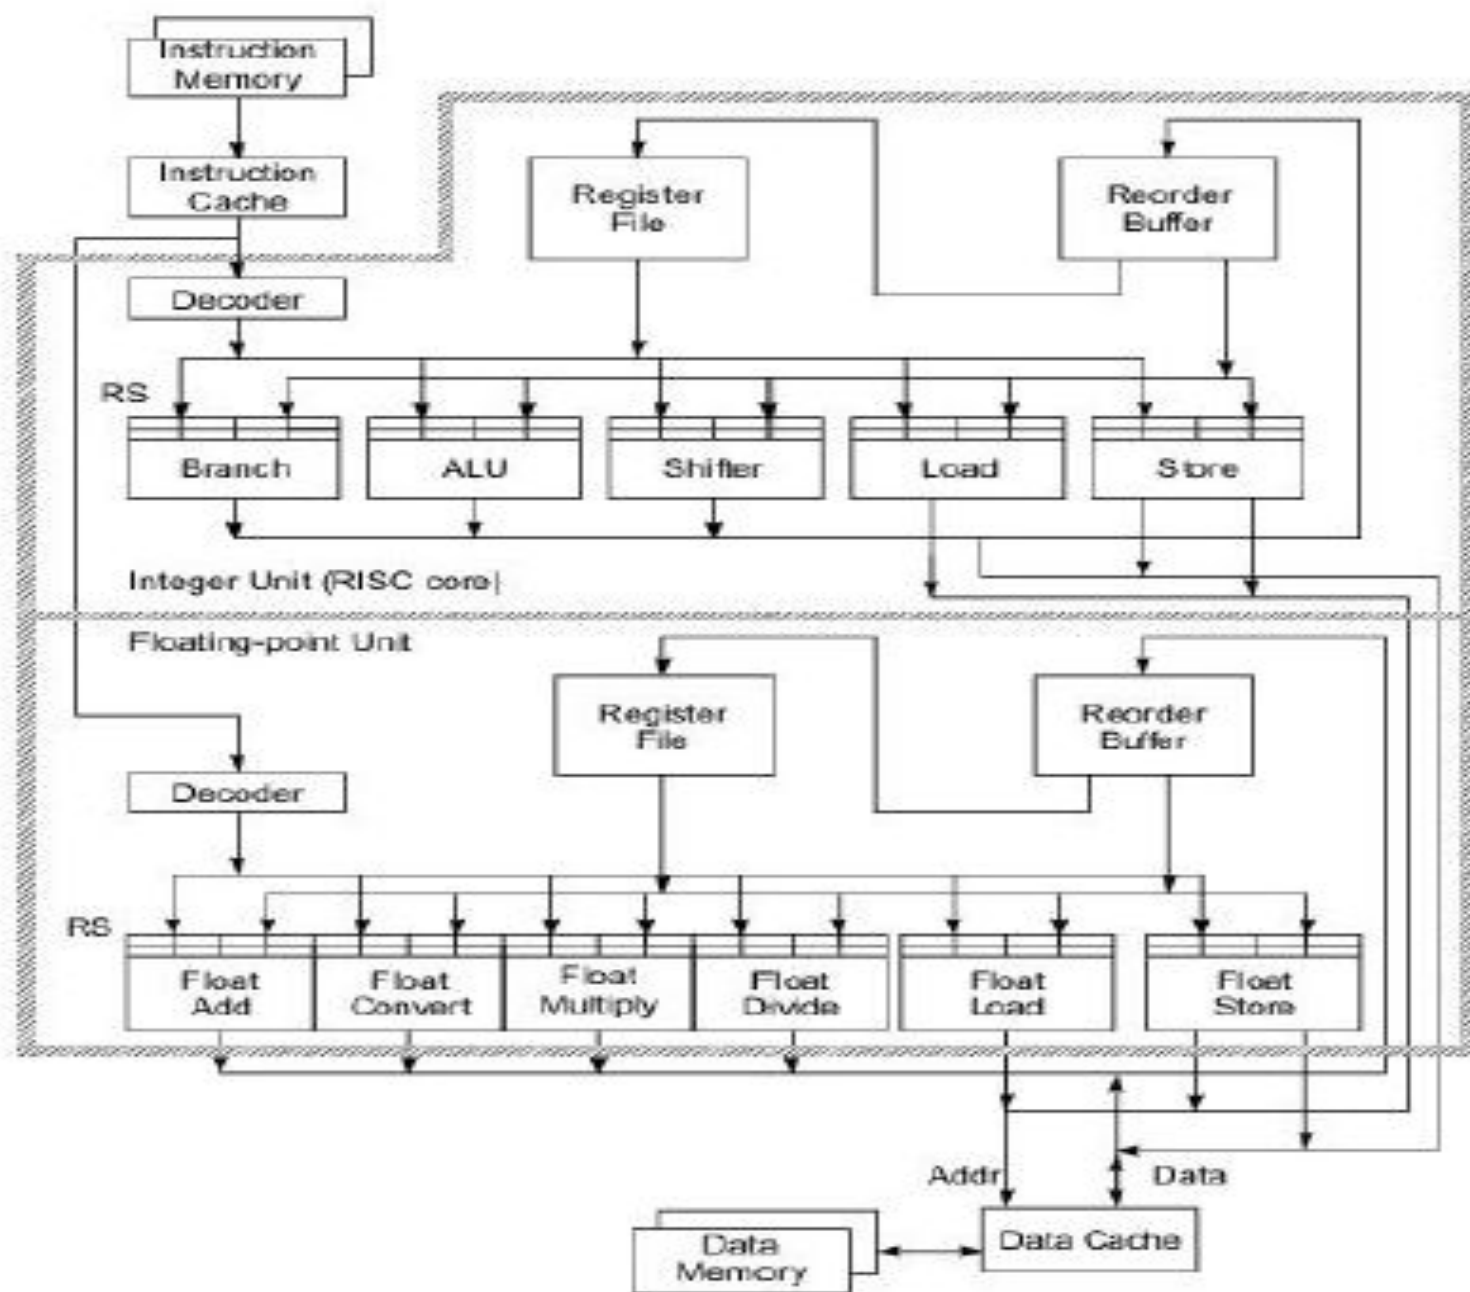 Instruction
Memory
Instruction
Cache
Register
File
Reorder
Buffer
Decoder
RS
Branch
ALU
Shifter
Load
Store
Integer Unit (RISC core)
Floating-point Unit
Register
File
Reorder
Buffer
Decoder
RS
Float
Add
Float
Convert
Float
Multiply
Float
Divide
Float
Load
Float
Store
Addr
Data
Data Cache
Data
Memory